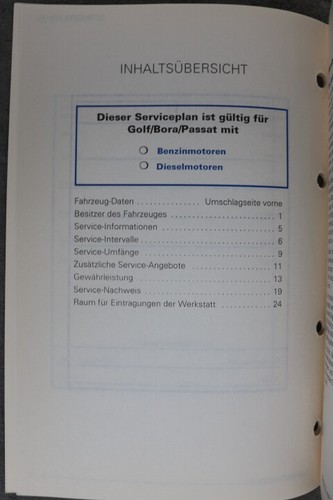 INHALTSÜBERSICHT
Dieser Serviceplan ist gültig für
Golf/Bora/Passat mit
❍ Benzinmotoren
❍ Dieselmotoren
Fahrzeug-Daten . . . . . . . . . . . . . . . Umschlagseite vorne
Besitzer des Fahrzeuges . . . . . . . . . . . . . . . . . . . . . . . . . . . 1
Service-Informationen . . . . . . . . . . . . . . . . . . . . . . . . . . . 5
Service-Intervalle . . . . . . . . . . . . . . . . . . . . . . . . . . . 6
Service-Umfänge . . . . . . . . . . . . . . . . . . . . . . . . . . . 9
Zusätzliche Service-Angebote . . . . . . . . . . . . . . . . . . . 11
Gewährleistung . . . . . . . . . . . . . . . . . . . . . . . . . . . 13
Service-Nachweis . . . . . . . . . . . . . . . . . . . . . . . . . . . 19
Raum für Eintragungen der Werkstatt . . . . . . . . . . . . 24